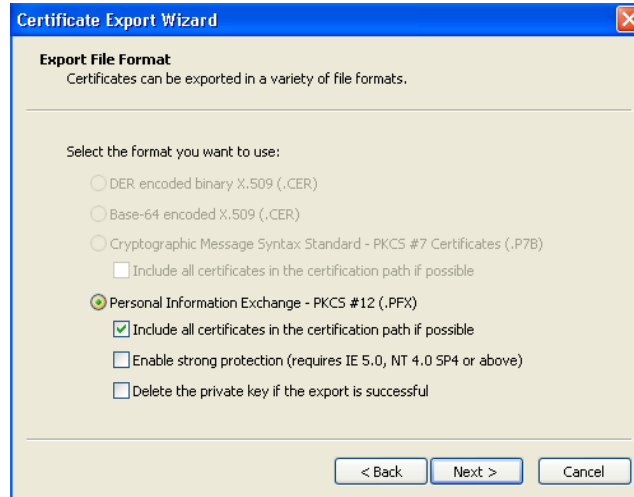 Certificate Export Wizard
Export File Format
Certificates can be exported in a variety of file formats.
Select the format you want to use:
DER encoded binary X.509 (.CER)
Base-64 encoded X.509 (.CER)
Cryptographic Message Syntax Standard - PKCS #7 Certificates (.P7B)
Include all certificates in the certification path if possible
Personal Information Exchange - PKCS #12 (.PFX)
Include all certificates in the certification path if possible
Enable strong protection (requires IE 5.0, NT 4.0 SP4 or above)
Delete the private key if the export is successful
< Back Next > Cancel